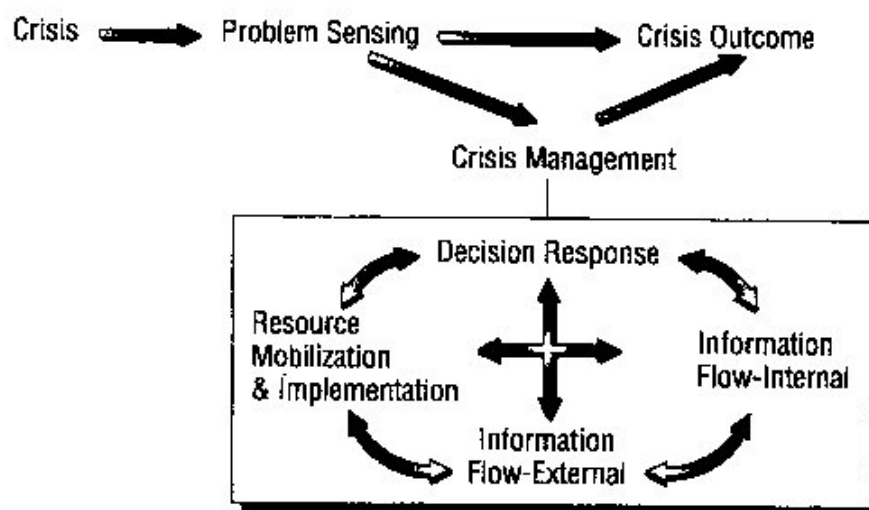 Crisis
Problem Sensing
Crisis Outcome
Crisis Management
Decision Response
Resource
Mobilization
& Implementation
Information
Flow-Internal
Information
Flow-External